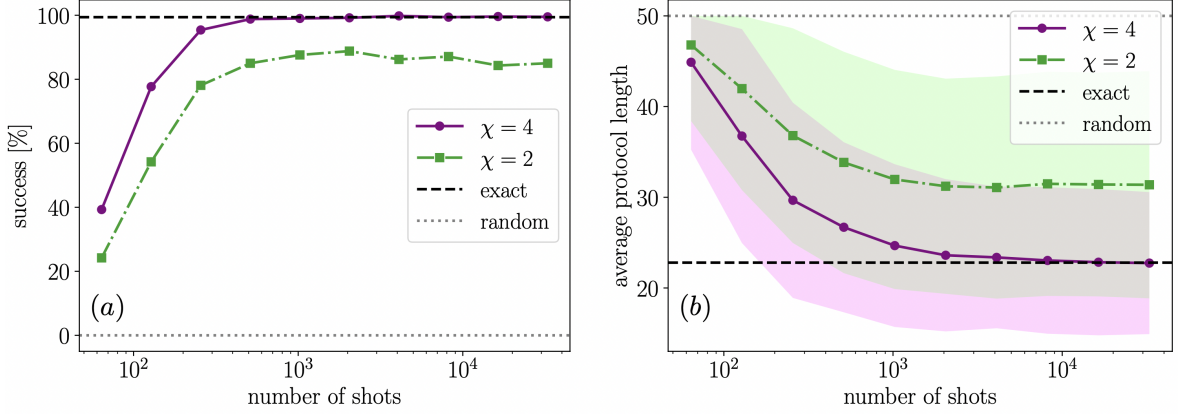 100
80
60
40
20
0
success [%]
χ = 4
χ = 2
exact
random
(a)
10²
10³
10⁴
number of shots
50
40
30
20
average protocol length
χ = 4
χ = 2
exact
random
(b)
10²
10³
10⁴
number of shots